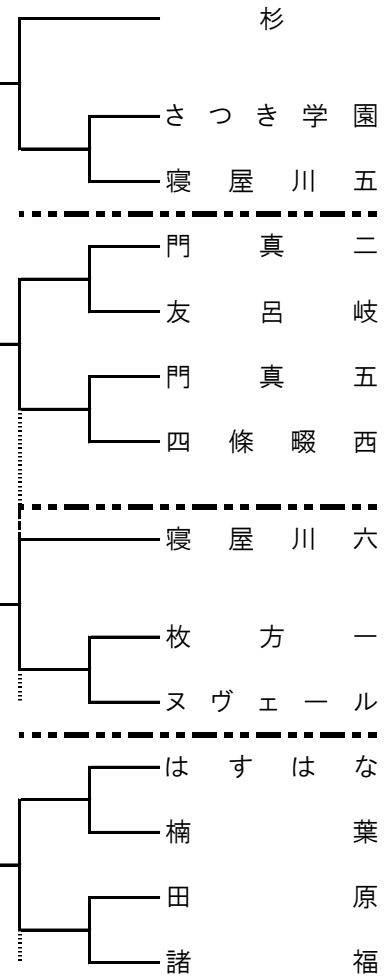 杉
さつき学園
寝屋川五
門真二
友呂岐
門真五
四條畷西
寝屋川六
枚方一
ヌヴェール
はすはな
楠葉
田原
諸福